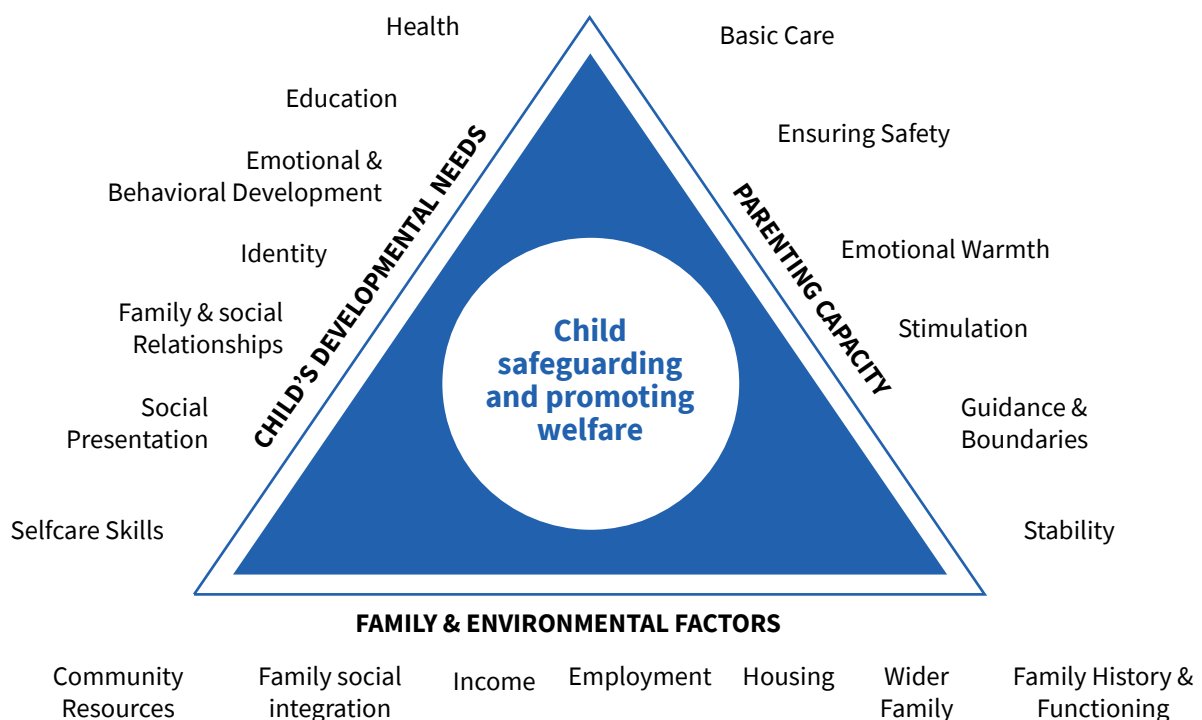 Health
Education
Emotional &
Behavioral Development
Identity
Family & social
Relationships
Social
Presentation
Selfcare Skills
CHILD’S DEVELOPMENTAL NEEDS
Child
safeguarding
and promoting
welfare
PARENTING CAPACITY
Basic Care
Ensuring Safety
Emotional Warmth
Stimulation
Guidance &
Boundaries
Stability
FAMILY & ENVIRONMENTAL FACTORS
Community
Resources
Family social
integration
Income
Employment
Housing
Wider
Family
Family History &
Functioning